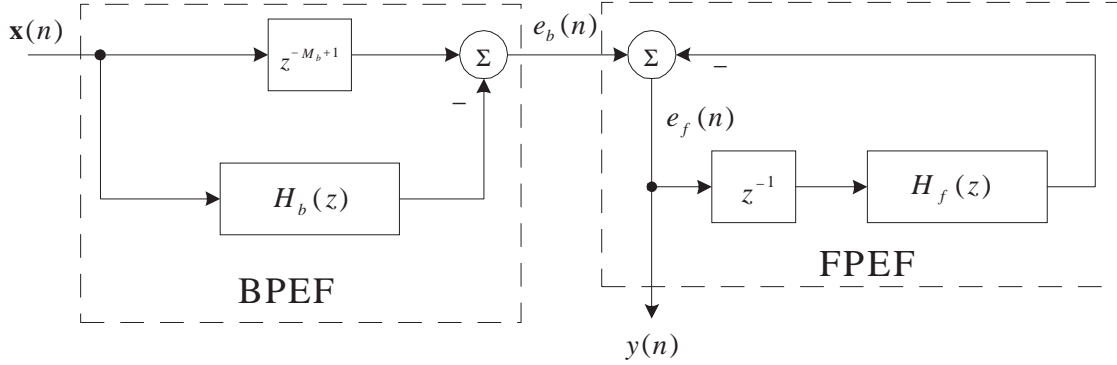 x(n)
z^{-M_b+1}
Σ
−
e_b(n)
H_b(z)
BPEF
Σ
−
e_f(n)
z^{-1}
H_f(z)
FPEF
y(n)